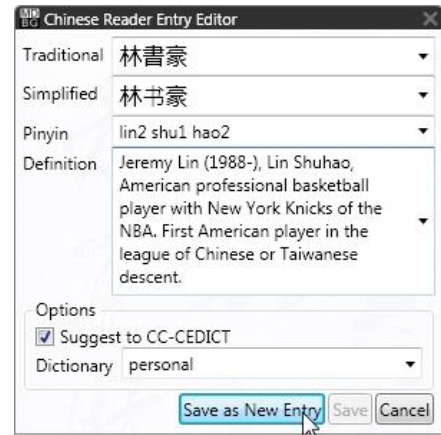 MDBG Chinese Reader Entry Editor
Traditional 林書豪
Simplified 林书豪
Pinyin lin2 shu1 hao2
Definition Jeremy Lin (1988-), Lin Shuhao,
American professional basketball
player with New York Knicks of the
NBA. First American player in the
league of Chinese or Taiwanese
descent.
Options
Suggest to CC-CEDICT
Dictionary personal
Save as New Entry Save Cancel